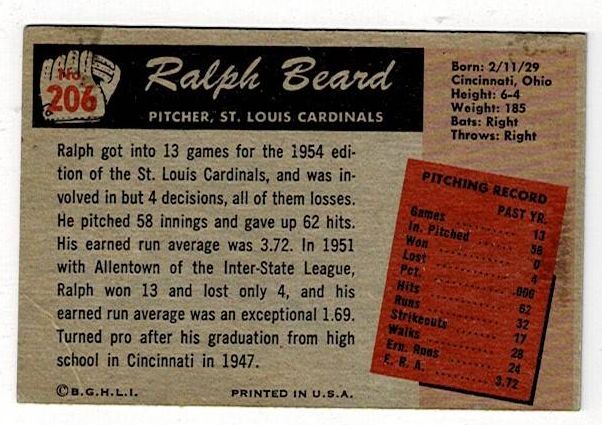 No.
206
Ralph Beard
PITCHER, ST. LOUIS CARDINALS
Born: 2/11/29
Cincinnati, Ohio
Height: 6-4
Weight: 185
Bats: Right
Throws: Right
Ralph got into 13 games for the 1954 edi-
tion of the St. Louis Cardinals, and was in-
volved in but 4 decisions, all of them losses.
He pitched 58 innings and gave up 62 hits.
His earned run average was 3.72. In 1951
with Allentown of the Inter-State League,
Ralph won 13 and lost only 4, and his
earned run average was an exceptional 1.69.
Turned pro after his graduation from high
school in Cincinnati in 1947.
PITCHING RECORD
PAST YR.
Games 13
In. Pitched 58
Won 0
Lost 4
Pct. .000
Hits 62
Runs 32
Strikeouts 17
Walks 28
Ern. Runs 24
E. R. A. 3.72
©B.G.H.L.I. PRINTED IN U.S.A.